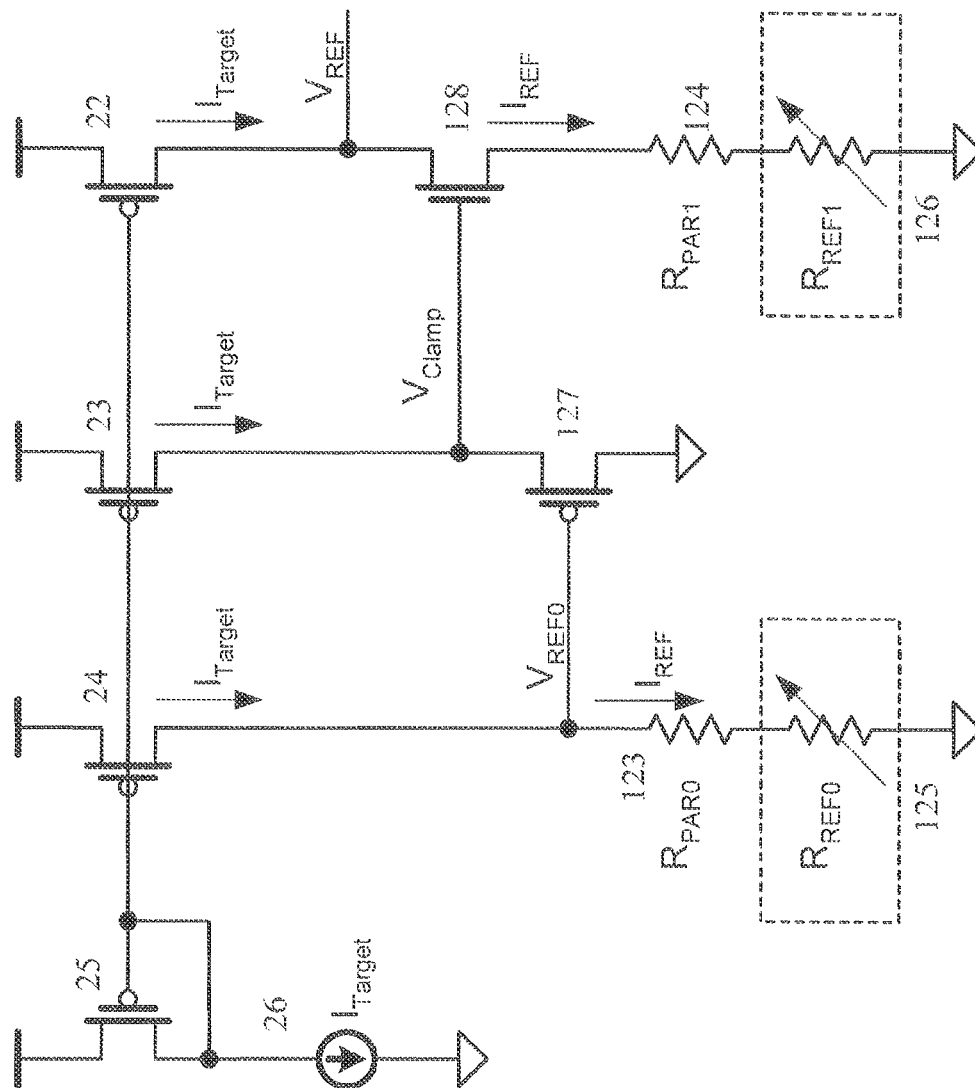 22
I_Target
V_REF
128
I_REF
124
R_PAR1
R_REF1
126
23
I_Target
V_Clamp
127
24
I_Target
V_REF0
I_REF
123
R_PAR0
R_REF0
125
25
26
I_Target